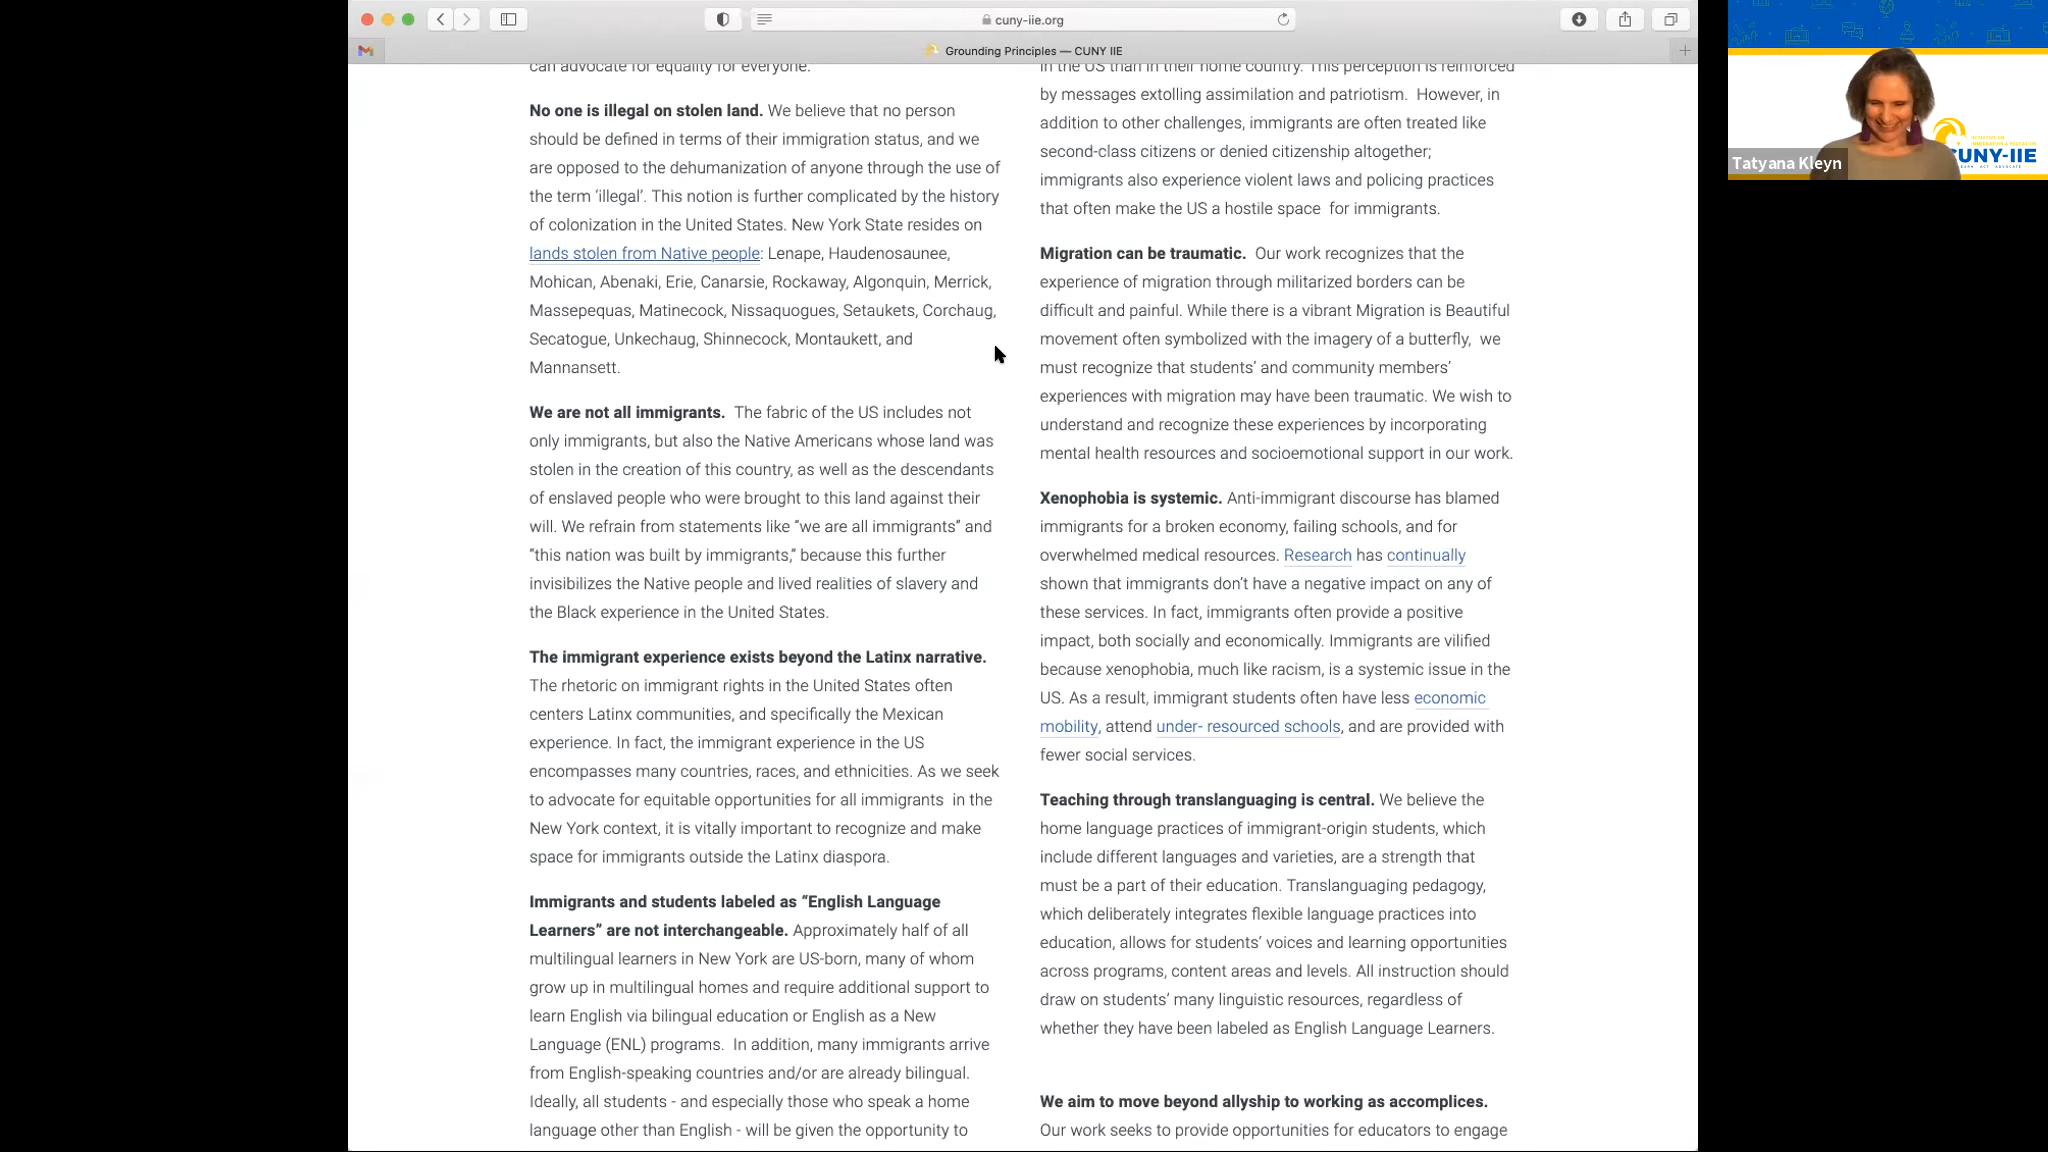 cuny-iie.org
Grounding Principles — CUNY IIE
can advocate for equality for everyone.
No one is illegal on stolen land. We believe that no person
should be defined in terms of their immigration status, and we
are opposed to the dehumanization of anyone through the use of
the term ‘illegal’. This notion is further complicated by the history
of colonization in the United States. New York State resides on
lands stolen from Native people: Lenape, Haudenosaunee,
Mohican, Abenaki, Erie, Canarsie, Rockaway, Algonquin, Merrick,
Massepequas, Matinecock, Nissaquogues, Setaukets, Corchaug,
Secatogue, Unkechaug, Shinnecock, Montaukett, and
Mannansett.
We are not all immigrants. The fabric of the US includes not
only immigrants, but also the Native Americans whose land was
stolen in the creation of this country, as well as the descendants
of enslaved people who were brought to this land against their
will. We refrain from statements like “we are all immigrants” and
“this nation was built by immigrants,” because this further
invisibilizes the Native people and lived realities of slavery and
the Black experience in the United States.
The immigrant experience exists beyond the Latinx narrative.
The rhetoric on immigrant rights in the United States often
centers Latinx communities, and specifically the Mexican
experience. In fact, the immigrant experience in the US
encompasses many countries, races, and ethnicities. As we seek
to advocate for equitable opportunities for all immigrants in the
New York context, it is vitally important to recognize and make
space for immigrants outside the Latinx diaspora.
Immigrants and students labeled as “English Language
Learners” are not interchangeable. Approximately half of all
multilingual learners in New York are US-born, many of whom
grow up in multilingual homes and require additional support to
learn English via bilingual education or English as a New
Language (ENL) programs. In addition, many immigrants arrive
from English-speaking countries and/or are already bilingual.
Ideally, all students - and especially those who speak a home
language other than English - will be given the opportunity to
in the US than in their home country. This perception is reinforced
by messages extolling assimilation and patriotism. However, in
addition to other challenges, immigrants are often treated like
second-class citizens or denied citizenship altogether;
immigrants also experience violent laws and policing practices
that often make the US a hostile space for immigrants.
Migration can be traumatic. Our work recognizes that the
experience of migration through militarized borders can be
difficult and painful. While there is a vibrant Migration is Beautiful
movement often symbolized with the imagery of a butterfly, we
must recognize that students’ and community members’
experiences with migration may have been traumatic. We wish to
understand and recognize these experiences by incorporating
mental health resources and socioemotional support in our work.
Xenophobia is systemic. Anti-immigrant discourse has blamed
immigrants for a broken economy, failing schools, and for
overwhelmed medical resources. Research has continually
shown that immigrants don’t have a negative impact on any of
these services. In fact, immigrants often provide a positive
impact, both socially and economically. Immigrants are vilified
because xenophobia, much like racism, is a systemic issue in the
US. As a result, immigrant students often have less economic
mobility, attend under- resourced schools, and are provided with
fewer social services.
Teaching through translanguaging is central. We believe the
home language practices of immigrant-origin students, which
include different languages and varieties, are a strength that
must be a part of their education. Translanguaging pedagogy,
which deliberately integrates flexible language practices into
education, allows for students’ voices and learning opportunities
across programs, content areas and levels. All instruction should
draw on students’ many linguistic resources, regardless of
whether they have been labeled as English Language Learners.
We aim to move beyond allyship to working as accomplices.
Our work seeks to provide opportunities for educators to engage
Tatyana Kleyn
CUNY-IIE